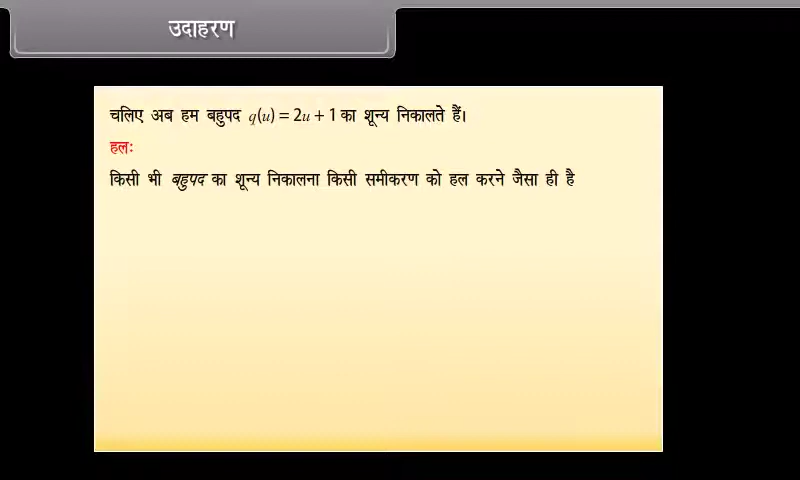 उदाहरण
चलिए अब हम बहुपद q(u) = 2u + 1 का शून्य निकालते हैं।
हलः
किसी भी बहुपद का शून्य निकालना किसी समीकरण को हल करने जैसा ही है